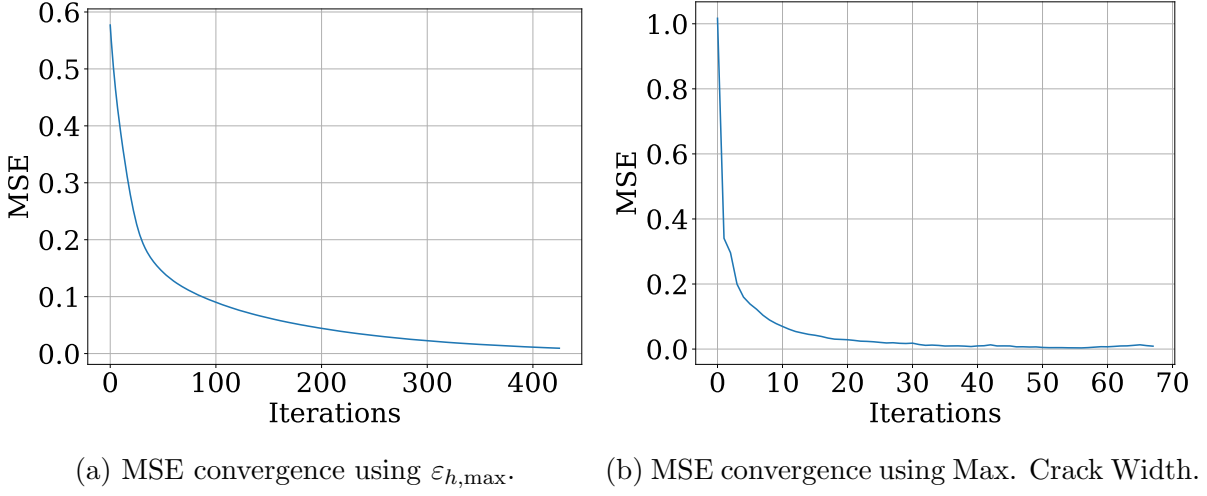 0.6
0.5
0.4
0.3
0.2
0.1
0.0
MSE
0 100 200 300 400
Iterations
(a) MSE convergence using ε_{h,max}.
1.0
0.8
0.6
0.4
0.2
0.0
MSE
0 10 20 30 40 50 60 70
Iterations
(b) MSE convergence using Max. Crack Width.